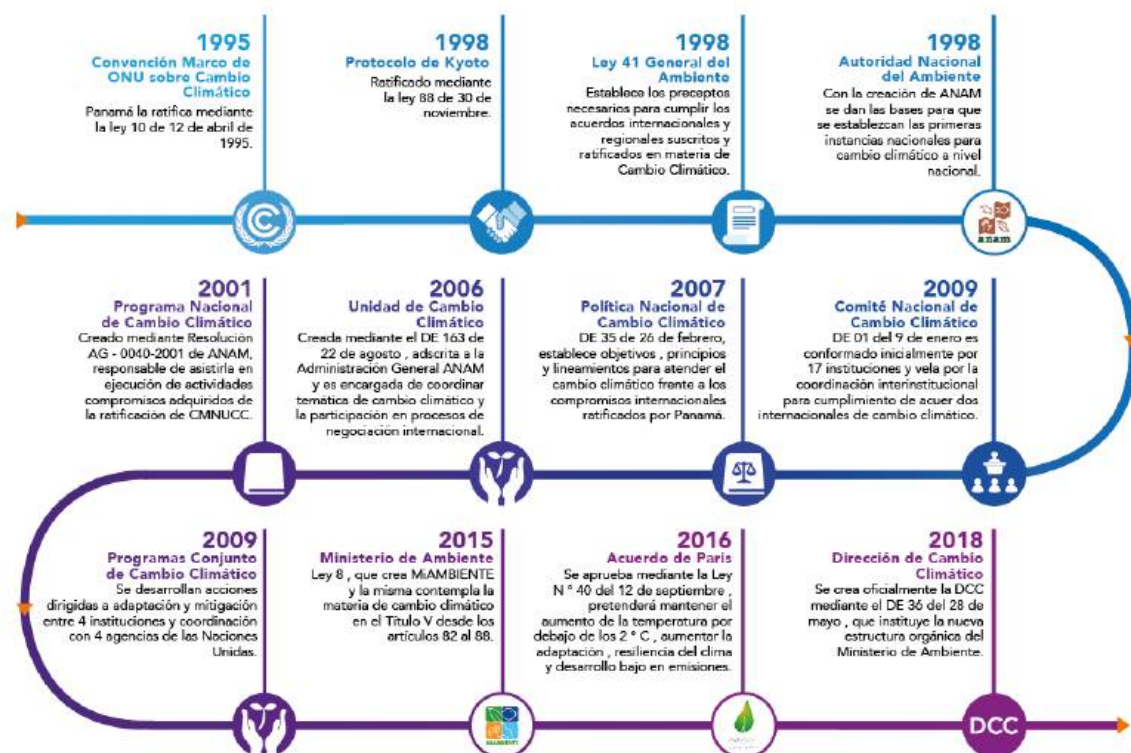 1995
Convención Marco de
ONU sobre Cambio
Climático
Panamá la ratifica mediante
la ley 10 de 12 de abril de
1995.
1998
Protocolo de Kyoto
Ratificado mediante
la ley 88 de 30 de
noviembre.
1998
Ley 41 General del
Ambiente
Establece los preceptos
necesarios para cumplir los
acuerdos internacionales y
regionales suscritos y
ratificados en materia de
Cambio Climático.
1998
Autoridad Nacional
del Ambiente
Con la creación de ANAM
se dan las bases para que
se establezcan las primeras
instancias nacionales para
cambio climático a nivel
nacional.
anam
2001
Programa Nacional
de Cambio Climático
Creado mediante Resolución
AG - 0040-2001 de ANAM,
responsable de asistirla en
ejecución de actividades
compromisos adquiridos de
la ratificación de CMNUCC.
2006
Unidad de Cambio
Climático
Creada mediante el DE 163 de
22 de agosto , adscrita a la
Administración General ANAM
y es encargada de coordinar
temática de cambio climático y
la participación en procesos de
negociación internacional.
2007
Política Nacional de
Cambio Climático
DE 35 de 26 de febrero,
establece objetivos , principios
y lineamientos para atender el
cambio climático frente a los
compromisos internacionales
ratificados por Panamá.
2009
Comité Nacional de
Cambio Climático
DE 01 del 9 de enero es
conformado inicialmente por
17 instituciones y vela por la
coordinación interinstitucional
para cumplimiento de acuer dos
internacionales de cambio climático.
2009
Programas Conjunto
de Cambio Climático
Se desarrollan acciones
dirigidas a adaptación y mitigación
entre 4 instituciones y coordinación
con 4 agencias de las Naciones
Unidas.
2015
Ministerio de Ambiente
Ley 8 , que crea MiAMBIENTE
y la misma contempla la
materia de cambio climático
en el Título V desde los
artículos 82 al 88.
2016
Acuerdo de Paris
Se aprueba mediante la Ley
N ° 40 del 12 de septiembre ,
pretenderá mantener el
aumento de la temperatura por
debajo de los 2 ° C , aumentar la
adaptación , resiliencia del clima
y desarrollo bajo en emisiones.
2018
Dirección de Cambio
Climático
Se crea oficialmente la DCC
mediante el DE 36 del 28 de
mayo , que instituye la nueva
estructura orgánica del
Ministerio de Ambiente.
DCC